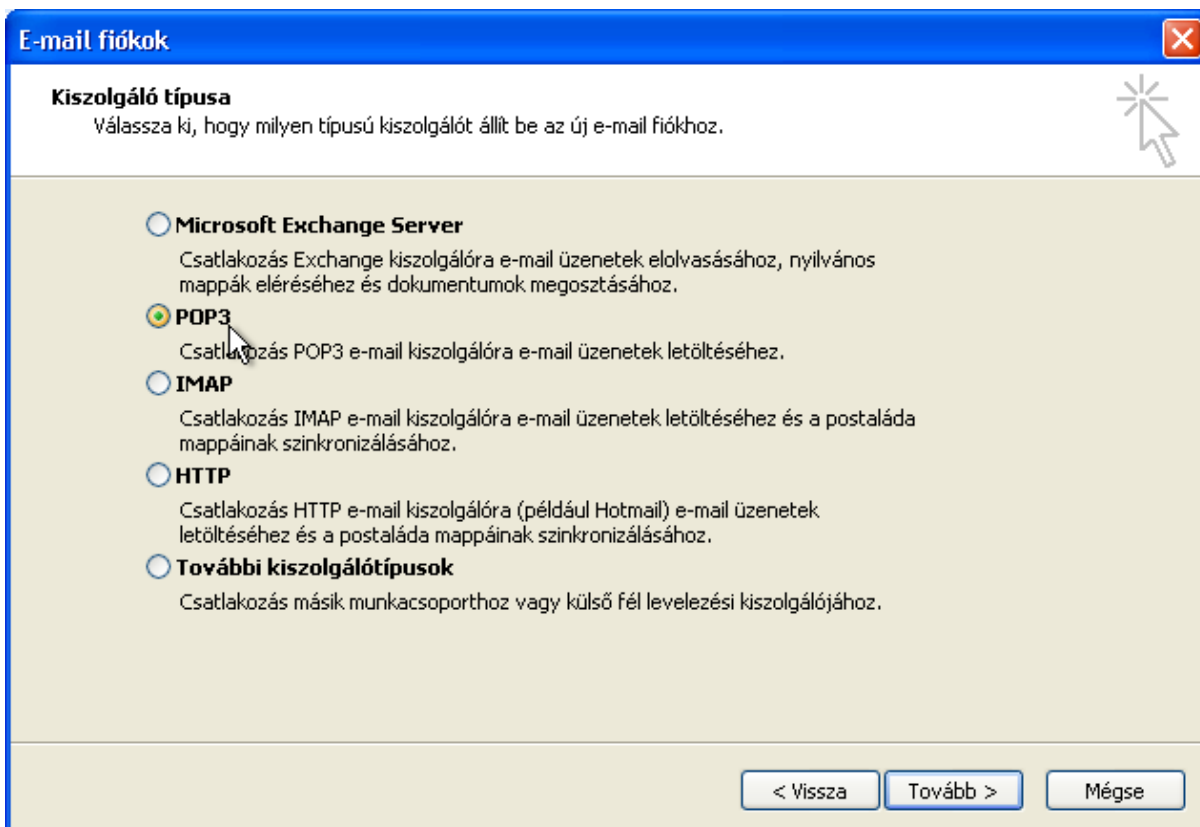 E-mail fiókok
Kiszolgáló típusa
Válassza ki, hogy milyen típusú kiszolgálót állít be az új e-mail fiókhoz.
Microsoft Exchange Server
Csatlakozás Exchange kiszolgálóra e-mail üzenetek elolvasásához, nyilvános
mappák eléréséhez és dokumentumok megosztásához.
POP3
Csatlakozás POP3 e-mail kiszolgálóra e-mail üzenetek letöltéséhez.
IMAP
Csatlakozás IMAP e-mail kiszolgálóra e-mail üzenetek letöltéséhez és a postaláda
mappáinak szinkronizálásához.
HTTP
Csatlakozás HTTP e-mail kiszolgálóra (például Hotmail) e-mail üzenetek
letöltéséhez és a postaláda mappáinak szinkronizálásához.
További kiszolgálótípusok
Csatlakozás másik munkacsoporthoz vagy külső fél levelezési kiszolgálójához.
< Vissza
Tovább >
Mégse